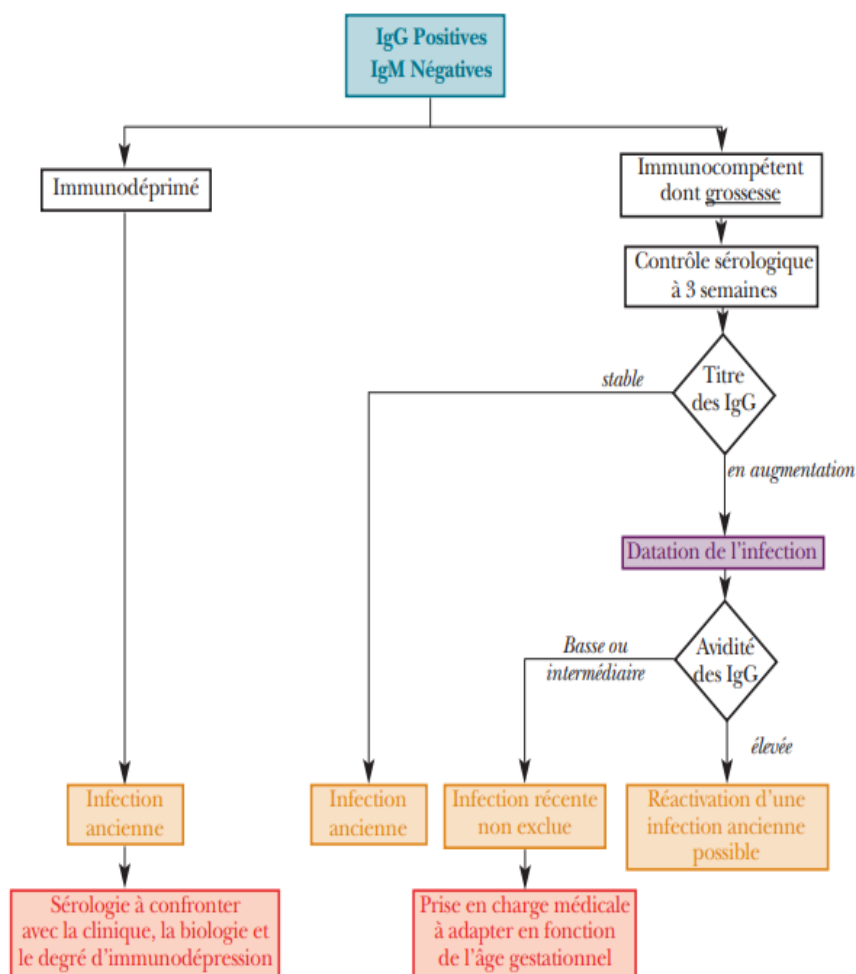 IgG Positives
IgM Négatives
Immunodéprimé
Immunocompétent
dont grossesse
Contrôle sérologique
à 3 semaines
stable
Titre
des IgG
en augmentation
Datation de l'infection
Basse ou
intermédiaire
Avidité
des IgG
élevée
Infection
ancienne
Infection
ancienne
Infection récente
non exclue
Réactivation d'une
infection ancienne
possible
Sérologie à confronter
avec la clinique, la biologie et
le degré d'immunodépression
Prise en charge médicale
à adapter en fonction
de l'âge gestationnel